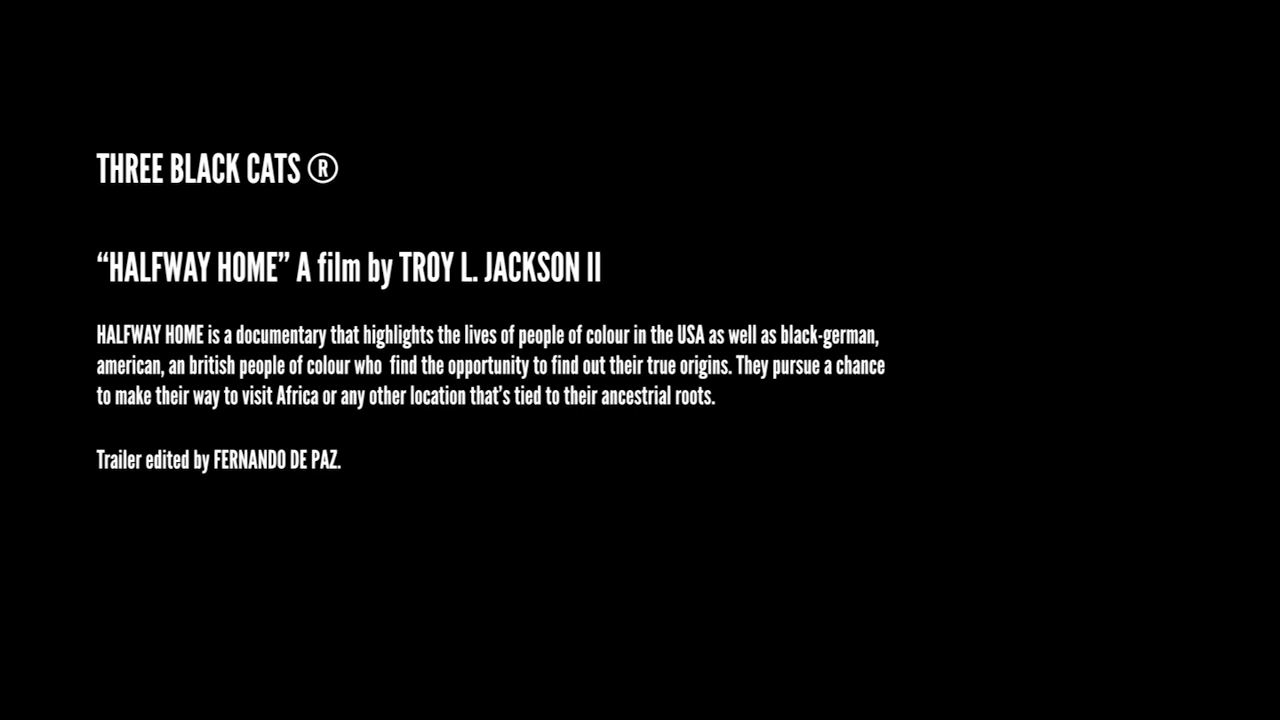 THREE BLACK CATS ®
“HALFWAY HOME” A film by TROY L. JACKSON II
HALFWAY HOME is a documentary that highlights the lives of people of colour in the USA as well as black-german,
american, an british people of colour who  find the opportunity to find out their true origins. They pursue a chance
to make their way to visit Africa or any other location that’s tied to their ancestrial roots.
Trailer edited by FERNANDO DE PAZ.